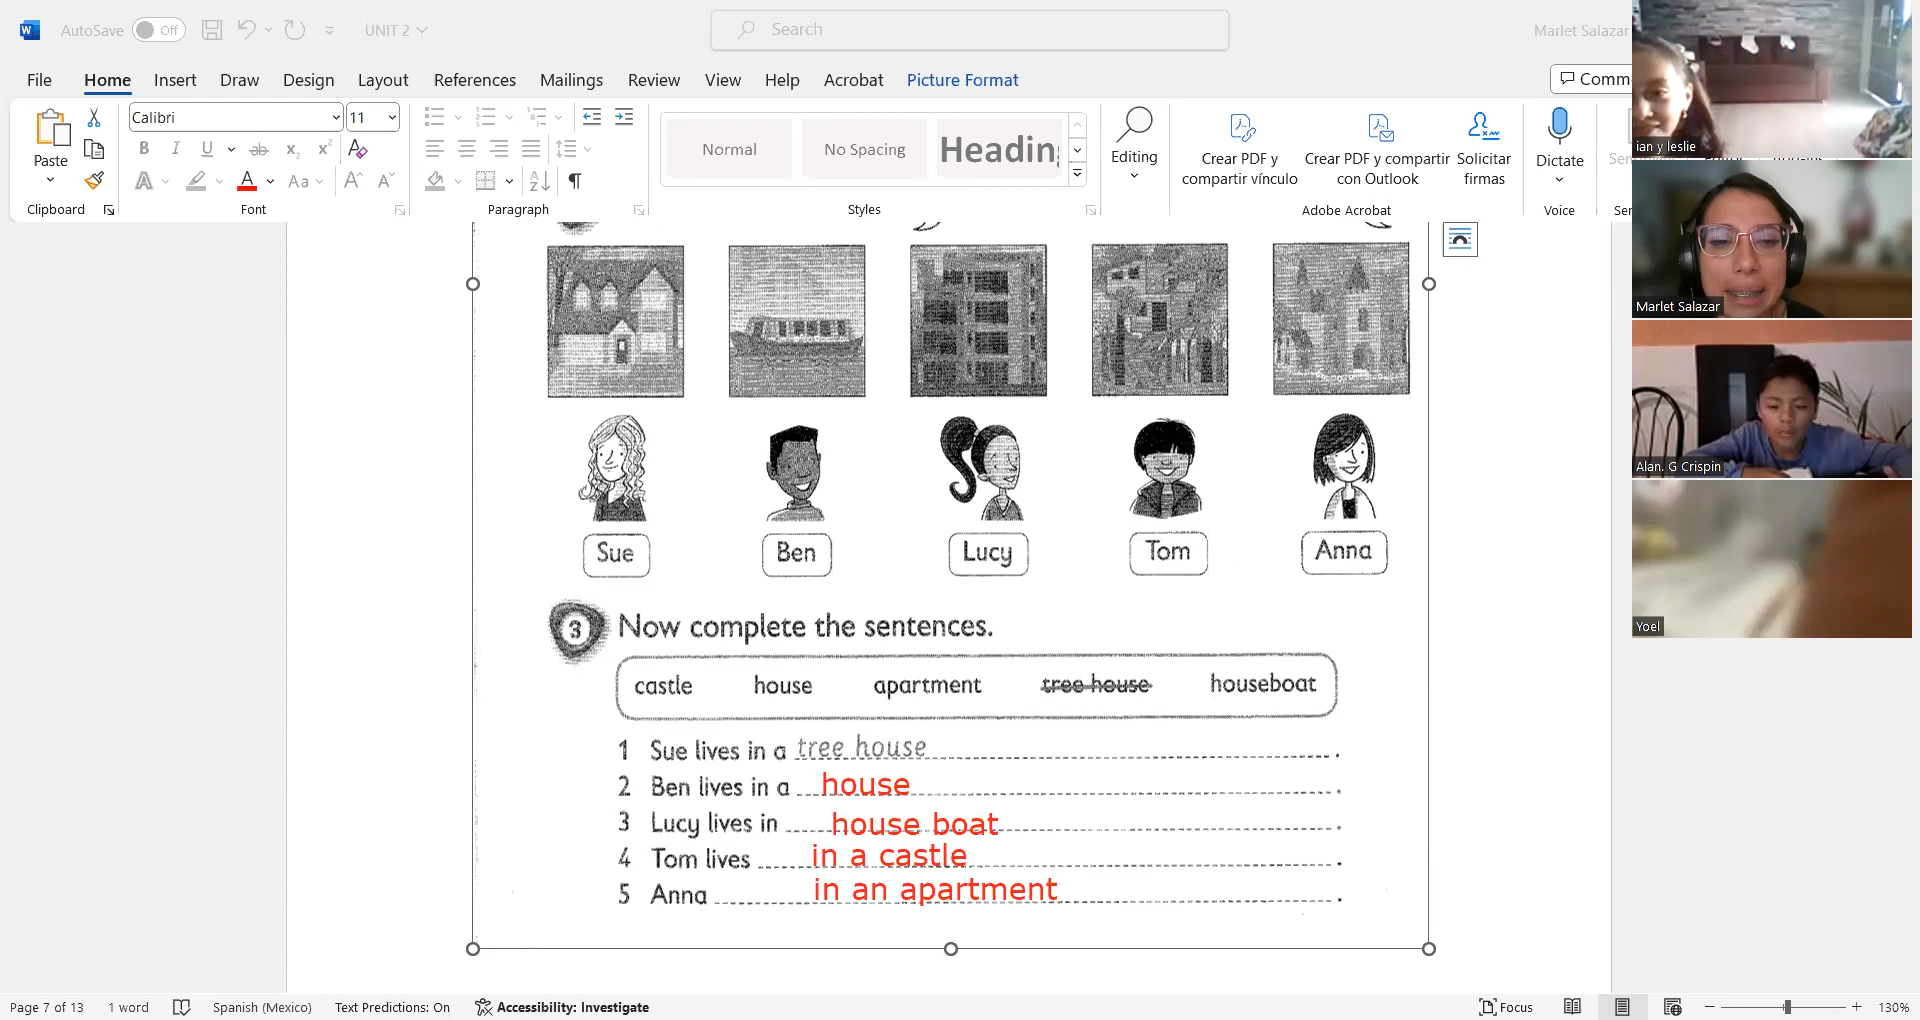 AutoSave Off UNIT 2 Search Marlet Salazar
File Home Insert Draw Design Layout References Mailings Review View Help Acrobat Picture Format Comm
Calibri 11
Normal No Spacing Heading
Paste
Editing
Crear PDF y compartir vínculo
Crear PDF y compartir con Outlook
Solicitar firmas
Dictate
Clipboard Font Paragraph Styles Adobe Acrobat Voice
ian y leslie
Marlet Salazar
Alan. G Crispin
Yoel
Sue Ben Lucy Tom Anna
3 Now complete the sentences.
castle house apartment tree house houseboat
1 Sue lives in a tree house .
2 Ben lives in a house .
3 Lucy lives in house boat .
4 Tom lives in a castle .
5 Anna in an apartment .
Page 7 of 13 1 word Spanish (Mexico) Text Predictions: On Accessibility: Investigate Focus 130%